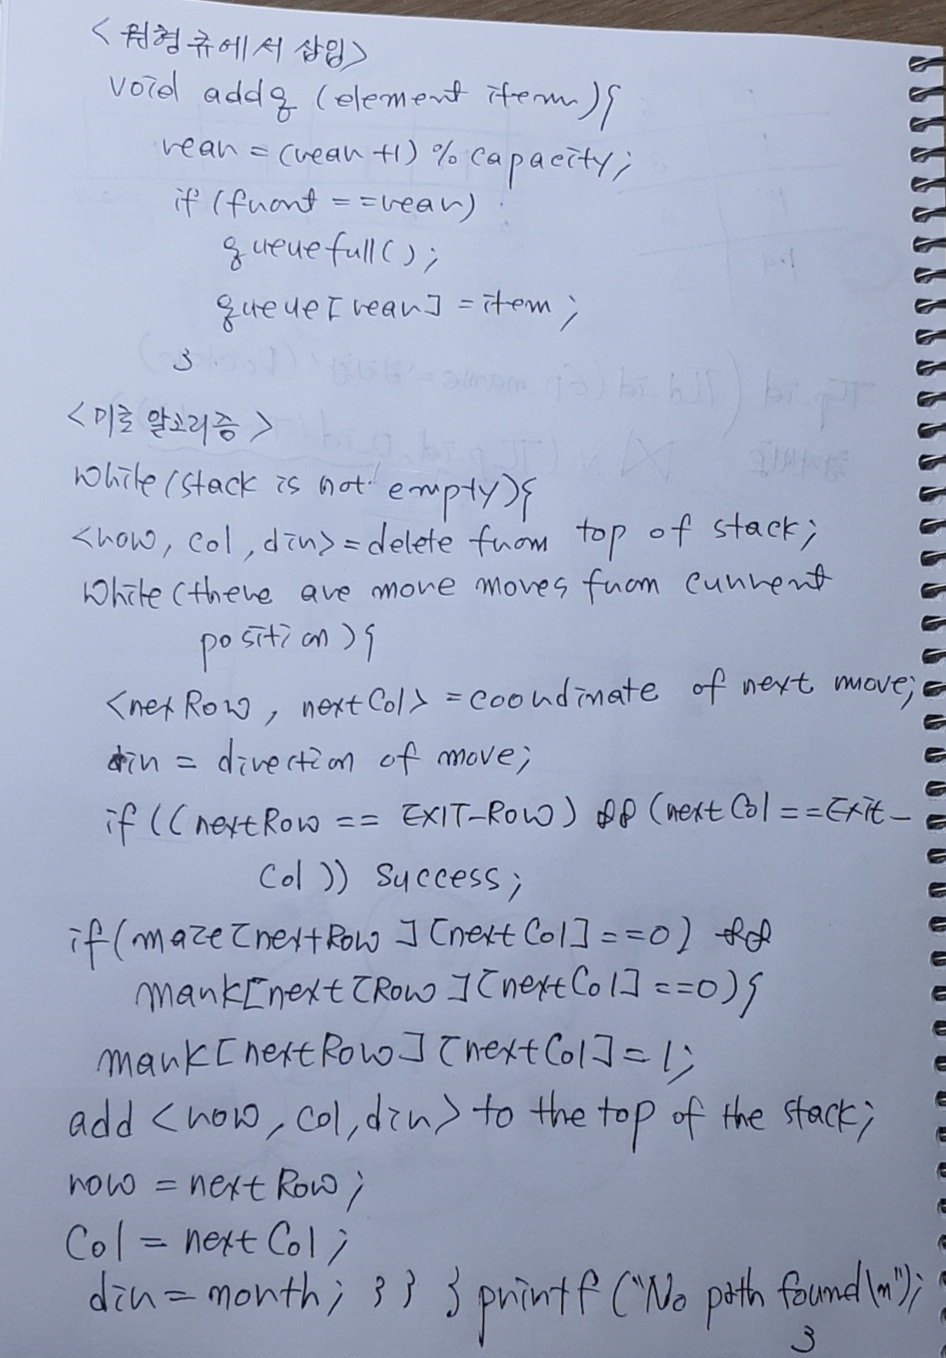 <원형 큐에서 삽입>
void addq (element item){
rear = (rear +1) % capacity;
if (front == rear)
queuefull();
queue[rear] = item;
}
<미로 알고리즘>
while(stack is not empty){
<row, col, dir> = delete from top of stack;
while(there are more moves from current
position){
<nexRow, nextCol> = coordinate of next move;
dir = direction of move;
if ((nextRow == EXIT-Row) && (nextCol == Exit-
Col)) Success;
if(maze[nextRow][nextCol]==0) &&
mark[next[Row][nextCol]==0){
mark[nextRow][nextCol]=1;
add <row, col, dir> to the top of the stack;
row = nextRow;
Col = nextCol;
dir = north; } } } printf("No path found\n");
}